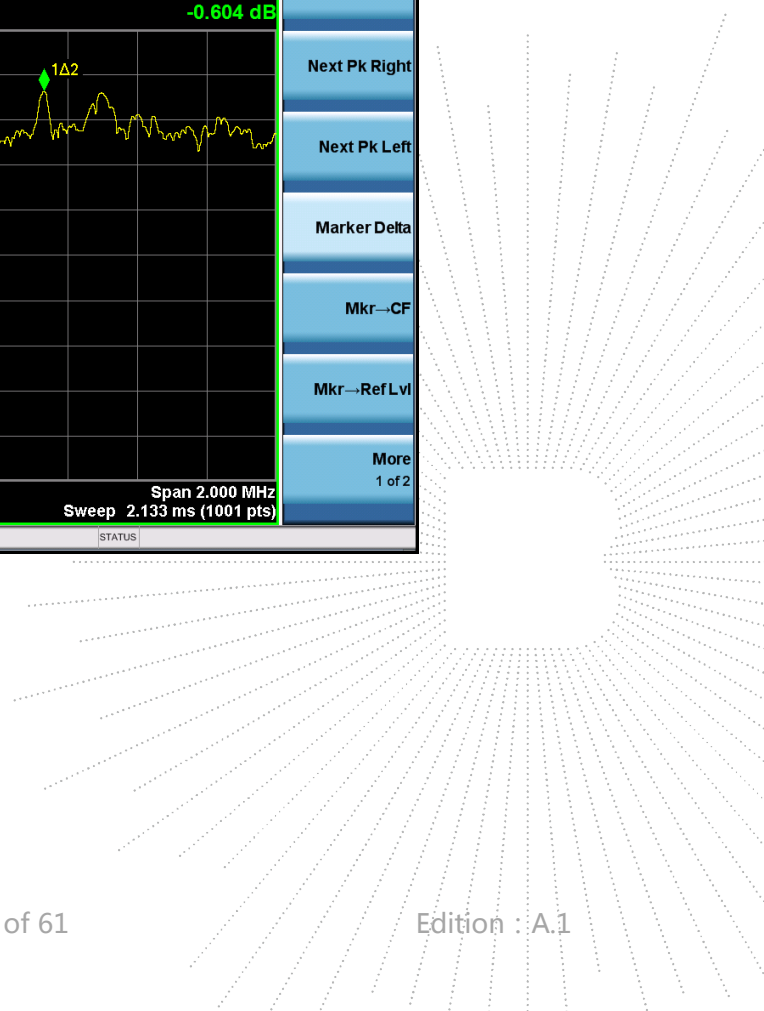 -0.604 dB
1Δ2
Next Pk Right
Next Pk Left
Marker Delta
Mkr→CF
Mkr→Ref Lvl
More
1 of 2
Span 2.000 MHz
Sweep 2.133 ms (1001 pts)
STATUS
of 61
Edition : A.1